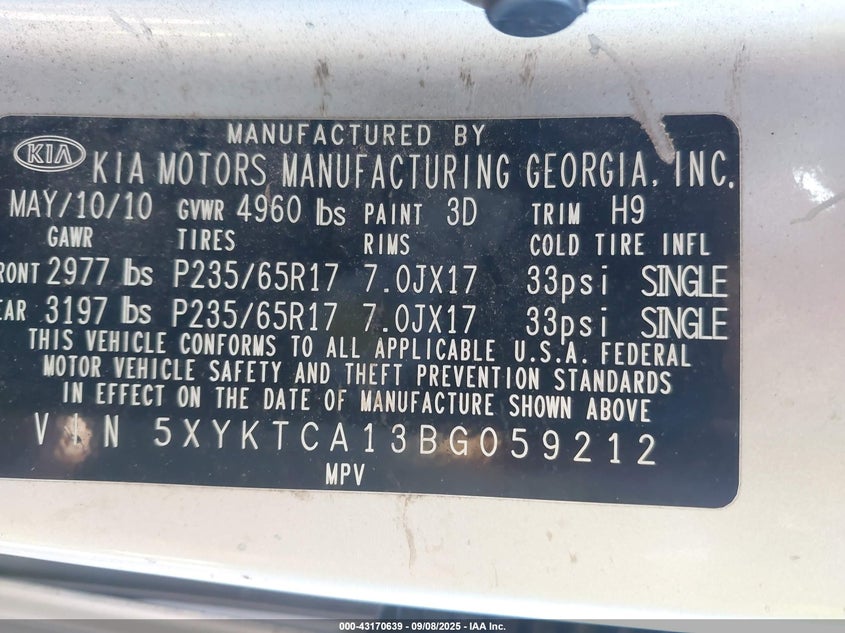 MANUFACTURED BY
KIA KIA MOTORS MANUFACTURING GEORGIA, INC.
MAY/10/10 GVWR 4960 lbs PAINT 3D TRIM H9
GAWR TIRES RIMS COLD TIRE INFL
RONT 2977 lbs P235/65R17 7.0JX17 33psi SINGLE
EAR 3197 lbs P235/65R17 7.0JX17 33psi SINGLE
THIS VEHICLE CONFORMS TO ALL APPLICABLE U.S.A. FEDERAL
MOTOR VEHICLE SAFETY AND THEFT PREVENTION STANDARDS
IN EFFECT ON THE DATE OF MANUFACTURE SHOWN ABOVE
VIN 5XYKTCA13BG059212
MPV
000-43170639 - 09/08/2025 - IAA Inc.